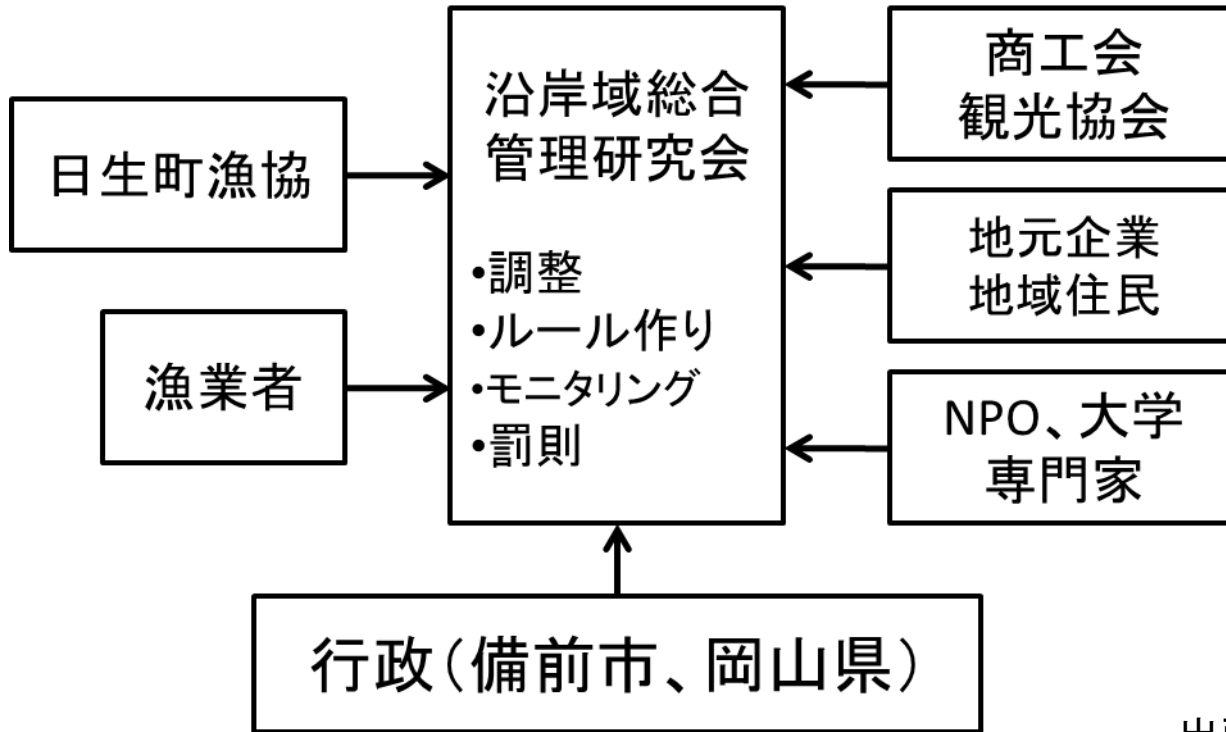 日生町漁協
漁業者
沿岸域総合
管理研究会
•調整
•ルール作り
•モニタリング
•罰則
商工会
観光協会
地元企業
地域住民
NPO、大学
専門家
行政（備前市、岡山県）